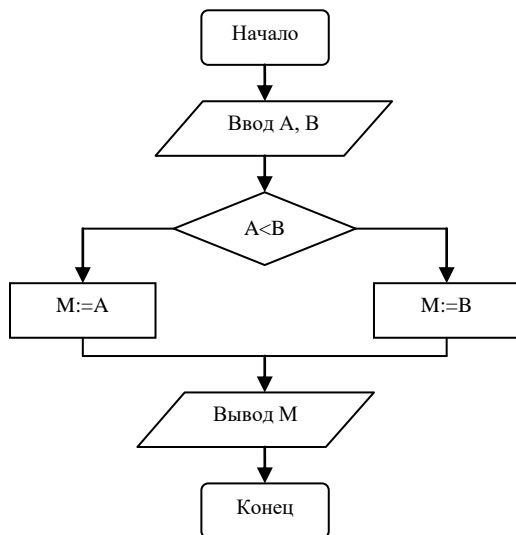 Начало
Ввод А, В
A<B
M:=A
M:=B
Вывод М
Конец